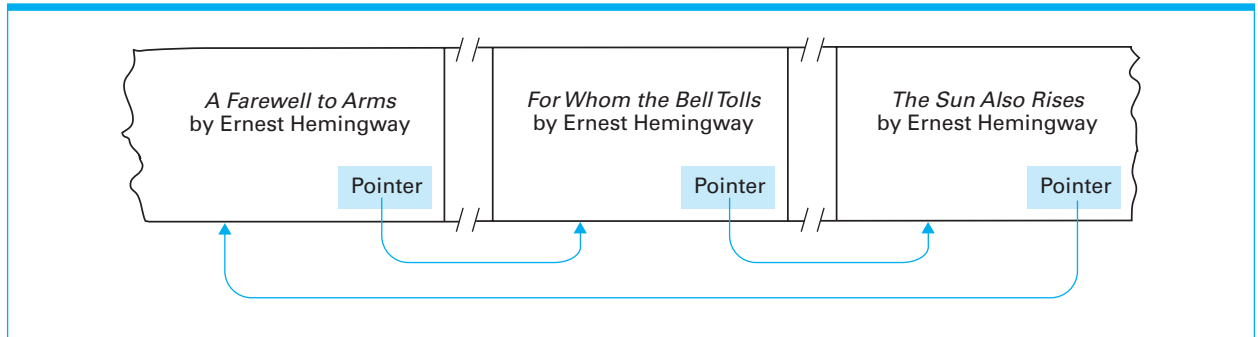 A Farewell to Arms
by Ernest Hemingway
Pointer
For Whom the Bell Tolls
by Ernest Hemingway
Pointer
The Sun Also Rises
by Ernest Hemingway
Pointer